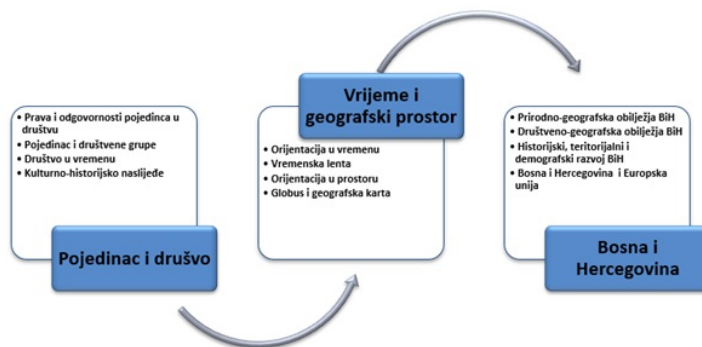 • Prava i odgovornosti pojedinca u
društvu
• Pojedinac i društvene grupe
• Društvo u vremenu
• Kulturno-historijsko naslijeđe
Pojedinac i drušvo
Vrijeme i
geografski prostor
• Orijentacija u vremenu
• Vremenska lenta
• Orijentacija u prostoru
• Globus i geografska karta
• Prirodno-geografska obilježja BiH
• Društveno-geografska obilježja BiH
• Historijski, teritorijalni i
demografski razvoj BiH
• Bosna i Hercegovina i Europska
unija
Bosna i
Hercegovina